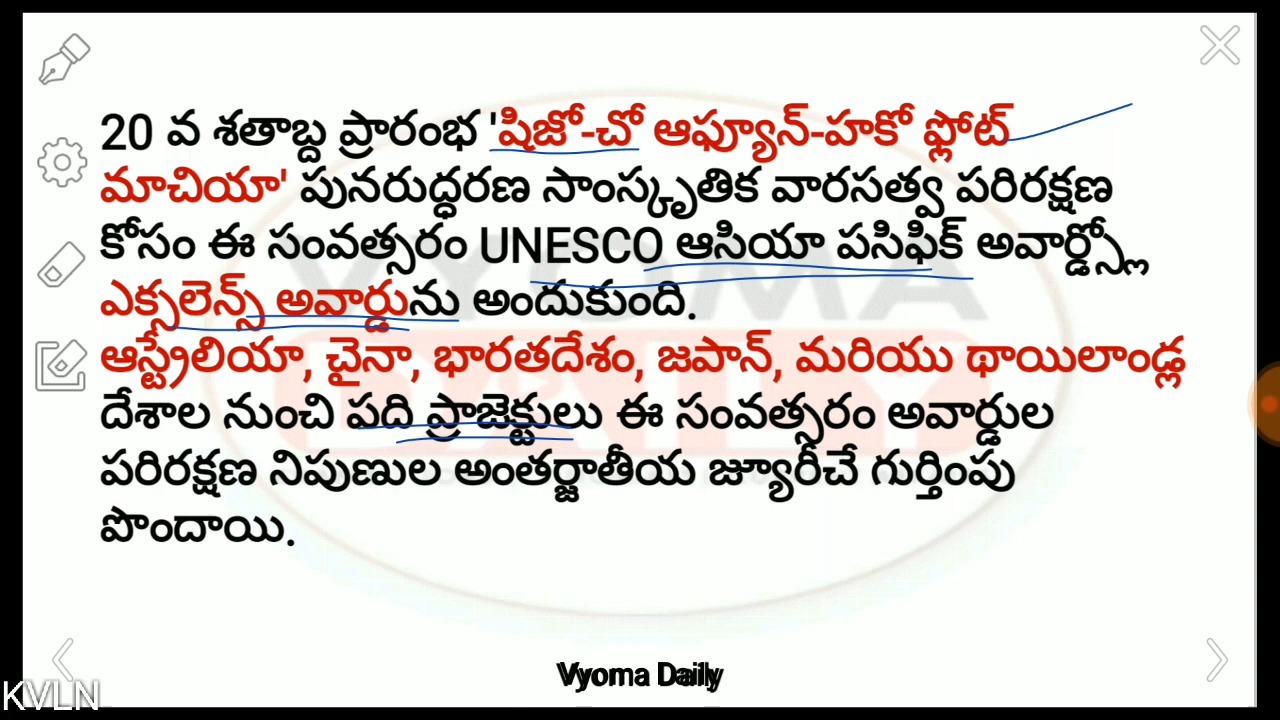 20 వ శతాబ్ద ప్రారంభ 'షిజో-చో ఆఫ్యూన్-హకో ఫ్లోట్
మాచియా' పునరుద్ధరణ సాంస్కృతిక వారసత్వ పరిరక్షణ
కోసం ఈ సంవత్సరం UNESCO ఆసియా పసిఫిక్ అవార్డ్స్లో
ఎక్సలెన్స్ అవార్డును అందుకుంది.
ఆస్ట్రేలియా, చైనా, భారతదేశం, జపాన్, మరియు థాయిలాండ్ల
దేశాల నుంచి పది ప్రాజెక్టులు ఈ సంవత్సరం అవార్డుల
పరిరక్షణ నిపుణుల అంతర్జాతీయ జ్యూరీచే గుర్తింపు
పొందాయి.
Vyoma Daily
KVLN